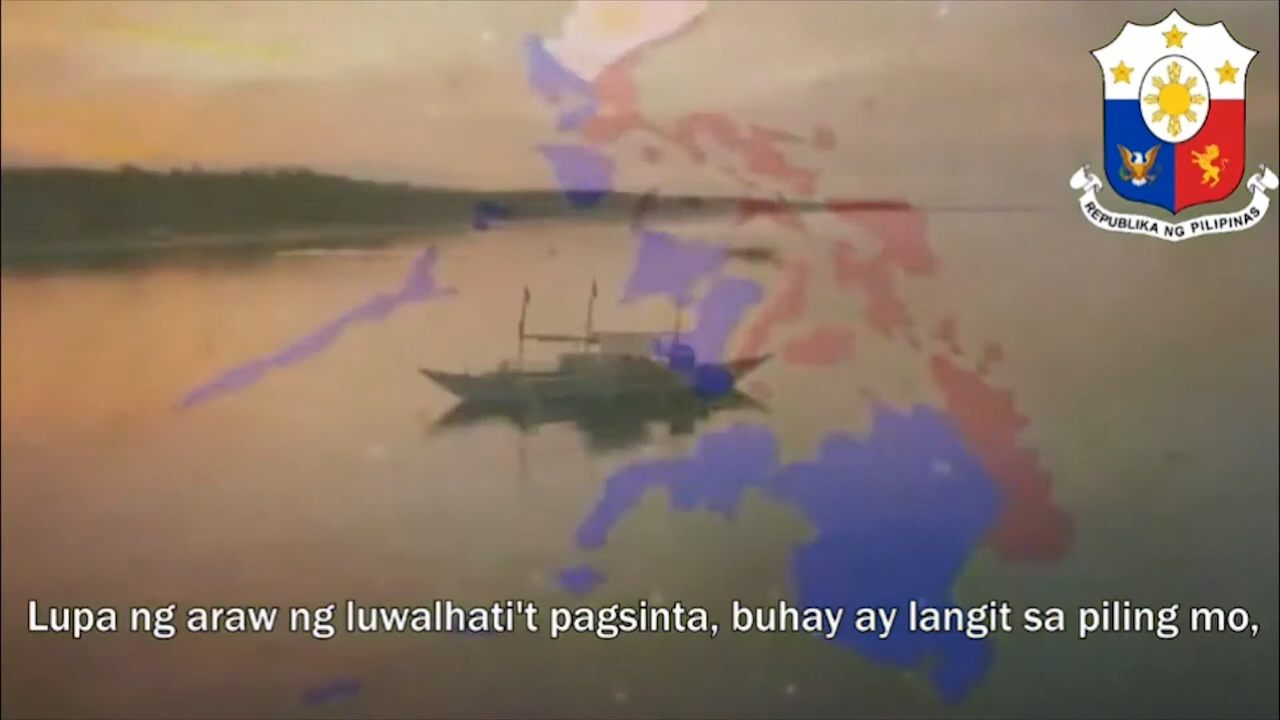 REPUBLIKA NG PILIPINAS
Lupa ng araw ng luwalhati't pagsinta, buhay ay langit sa piling mo,